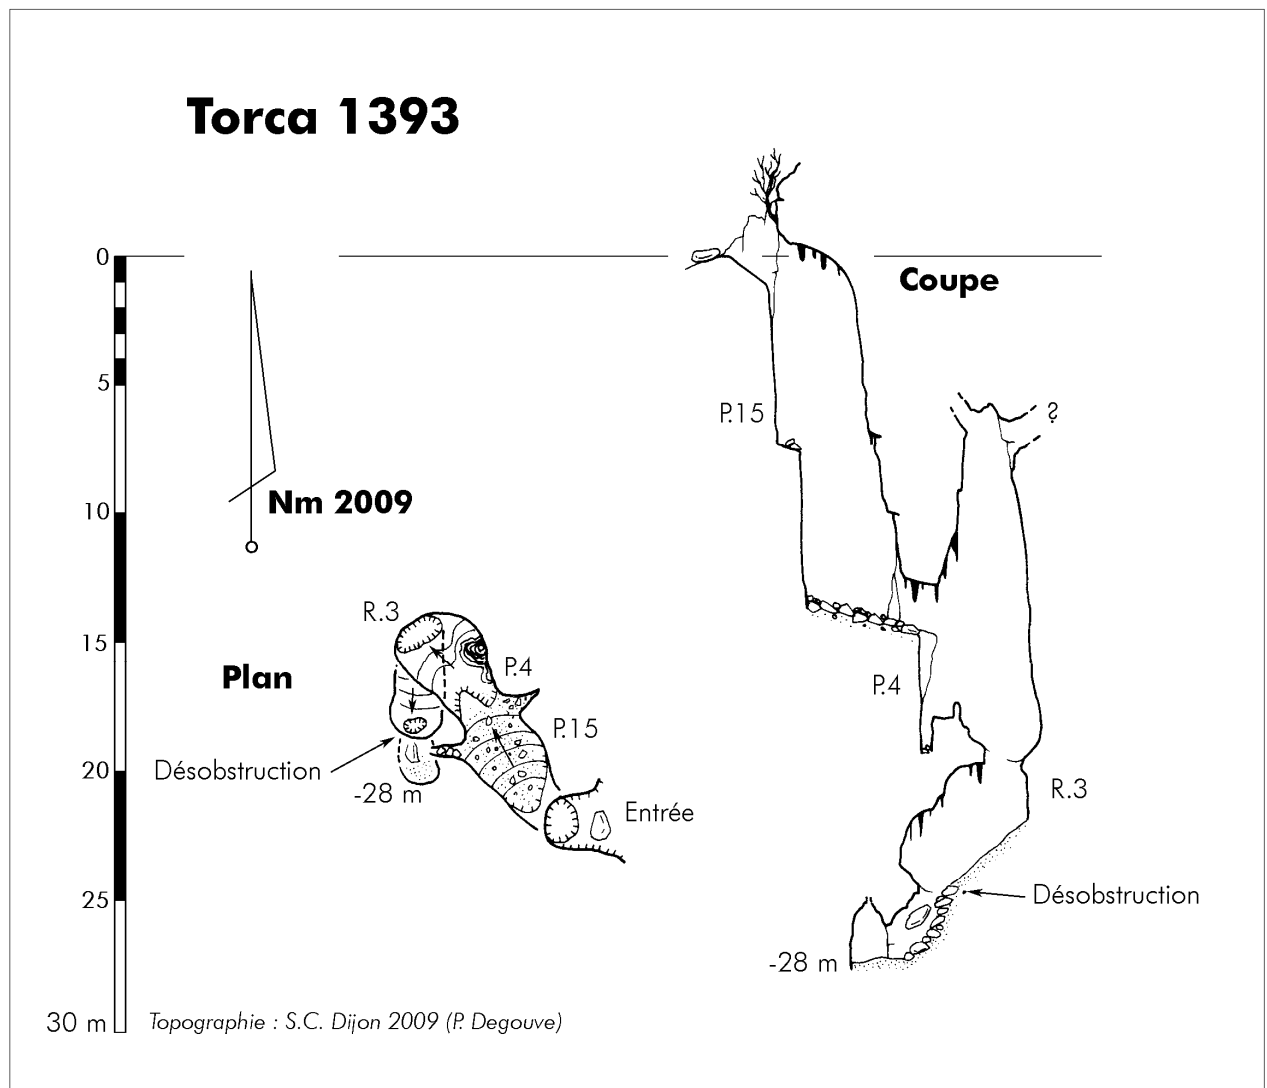 Torca 1393
0
Coupe
5
P.15
?
10
Nm 2009
R.3
15
P.4
Plan
P.4
P.15
Désobstruction
20
-28 m
R.3
Entrée
25
Désobstruction
-28 m
30 m
Topographie : S.C. Dijon 2009 (P. Degouve)